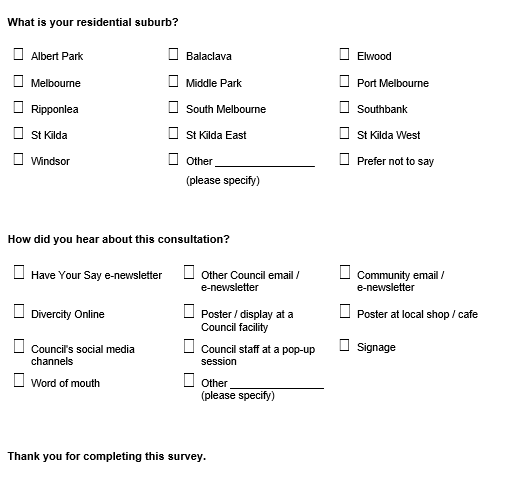 What is your residential suburb?
Albert Park
Balaclava
Elwood
Melbourne
Middle Park
Port Melbourne
Ripponlea
South Melbourne
Southbank
St Kilda
St Kilda East
St Kilda West
Windsor
Other
(please specify)
Prefer not to say
How did you hear about this consultation?
Have Your Say e-newsletter
Other Council email /
e-newsletter
Community email /
e-newsletter
Divercity Online
Poster / display at a
Council facility
Poster at local shop / cafe
Council's social media
channels
Council staff at a pop-up
session
Signage
Word of mouth
Other
(please specify)
Thank you for completing this survey.